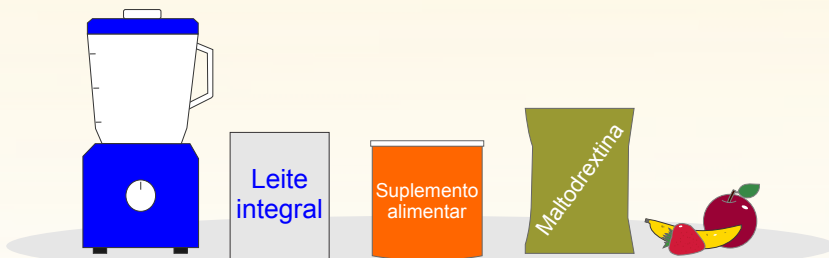 Leite
integral
Suplemento
alimentar
Maltodrextina